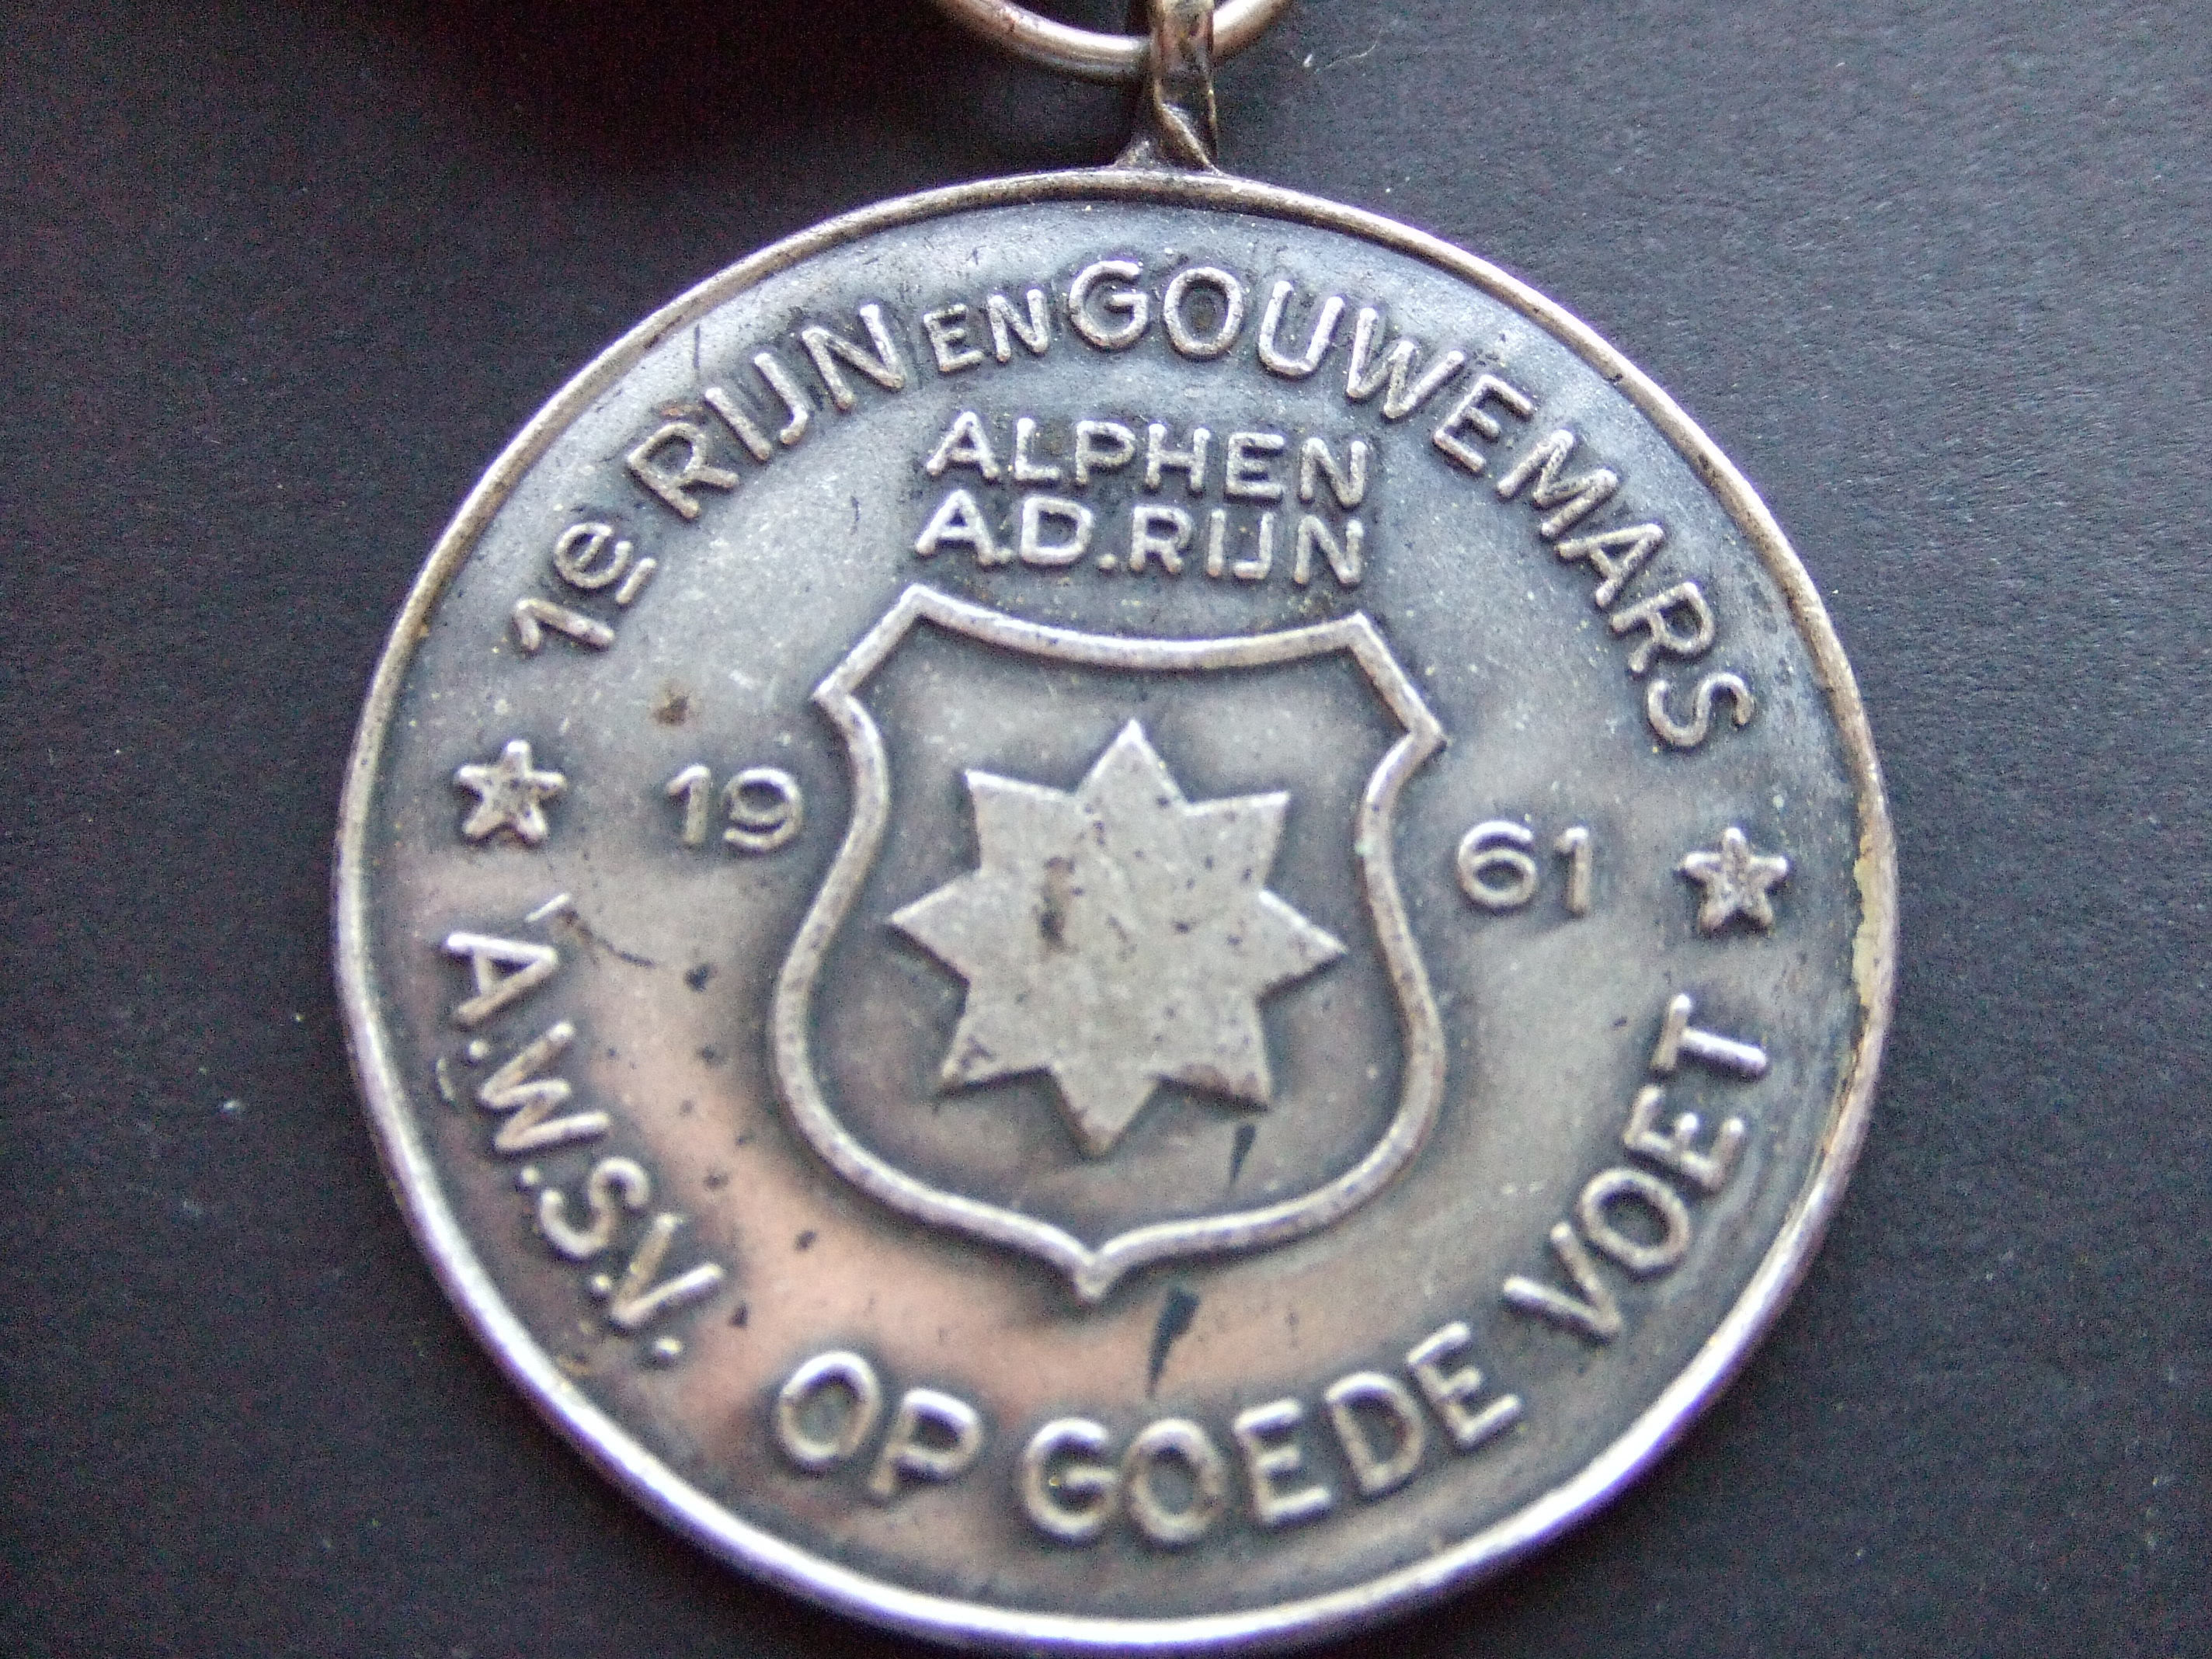 1e RIJN EN GOUWEMARS
ALPHEN
A.D.RIJN
19 61
A.W.S.V. OP GOEDE VOET